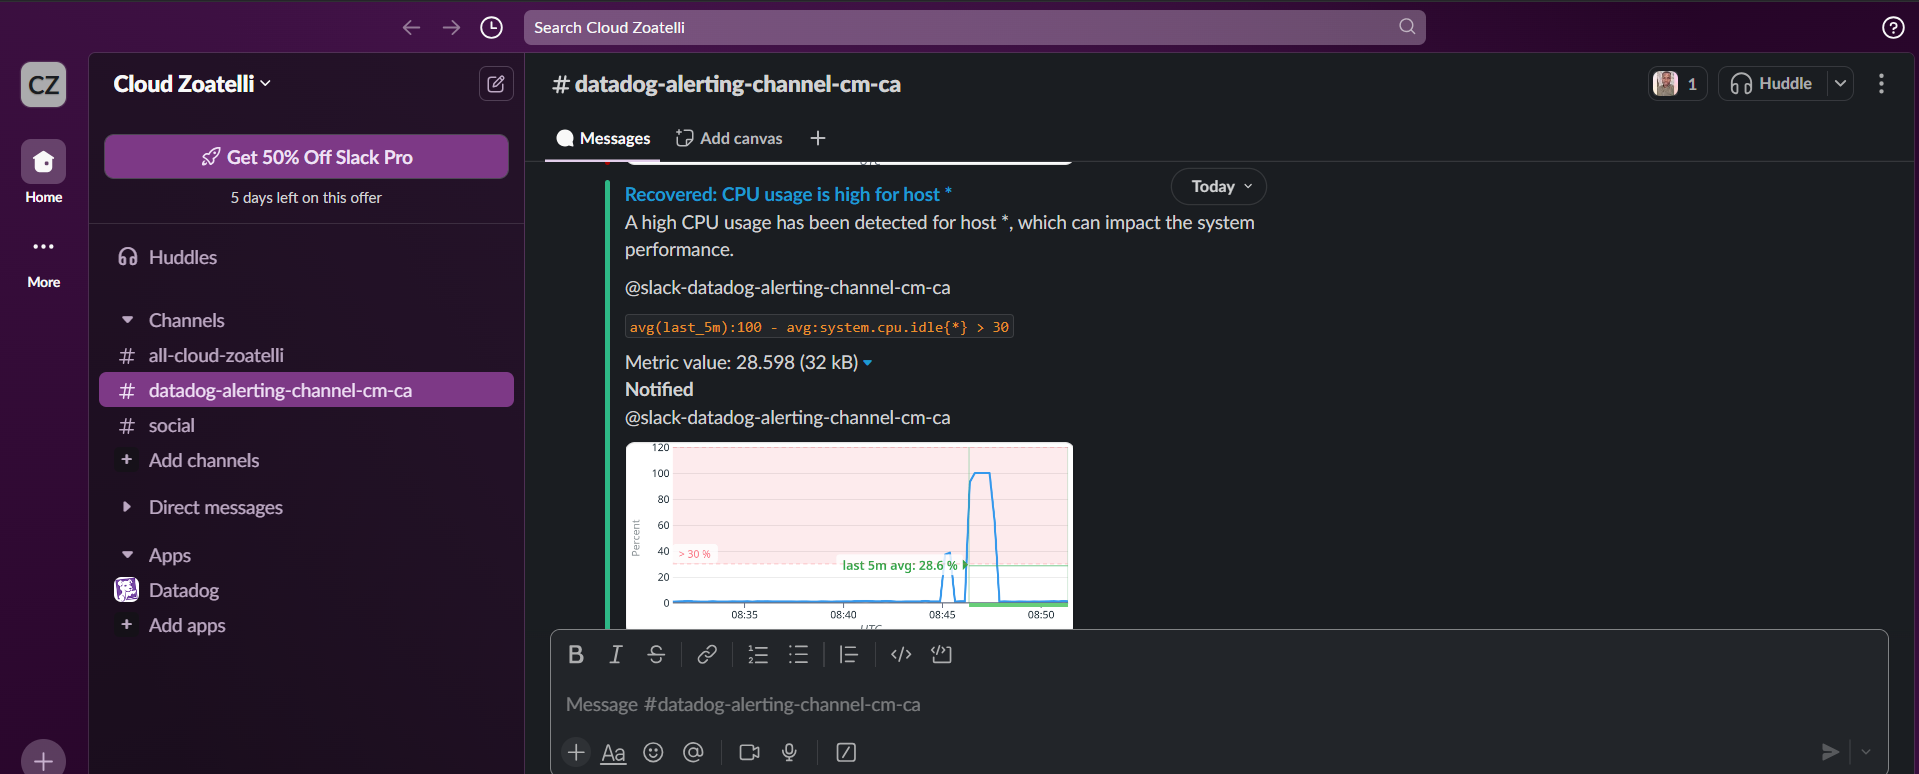 Search Cloud Zoatelli
CZ
Home
More
Cloud Zoatelli
Get 50% Off Slack Pro
5 days left on this offer
Huddles
Channels
# all-cloud-zoatelli
# datadog-alerting-channel-cm-ca
# social
+ Add channels
Direct messages
Apps
Datadog
+ Add apps
# datadog-alerting-channel-cm-ca
1
Huddle
Messages
Add canvas
Today
Recovered: CPU usage is high for host *
A high CPU usage has been detected for host *, which can impact the system
performance.
@slack-datadog-alerting-channel-cm-ca
avg(last_5m):100 - avg:system.cpu.idle{*} > 30
Metric value: 28.598 (32 kB)
Notified
@slack-datadog-alerting-channel-cm-ca
120
100
80
60
40
20
0
Percent
> 30 %
last 5m avg: 28.6 %
08:35 08:40 08:45 08:50
UTC
B I S
Message #datadog-alerting-channel-cm-ca
Aa